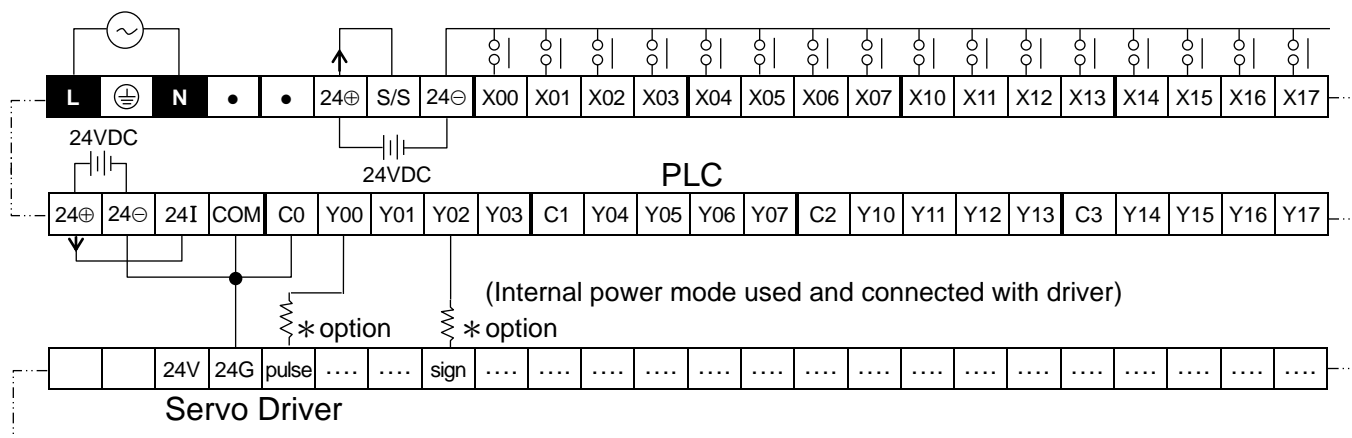 L N • • 24⊕ S/S 24⊖ X00 X01 X02 X03 X04 X05 X06 X07 X10 X11 X12 X13 X14 X15 X16 X17
24VDC
24VDC
PLC
24⊕ 24⊖ 24I COM C0 Y00 Y01 Y02 Y03 C1 Y04 Y05 Y06 Y07 C2 Y10 Y11 Y12 Y13 C3 Y14 Y15 Y16 Y17
(Internal power mode used and connected with driver)
＊option ＊option
24V 24G pulse .... .... sign .... .... .... .... .... .... .... .... .... .... .... .... .... .... .... ....
Servo Driver